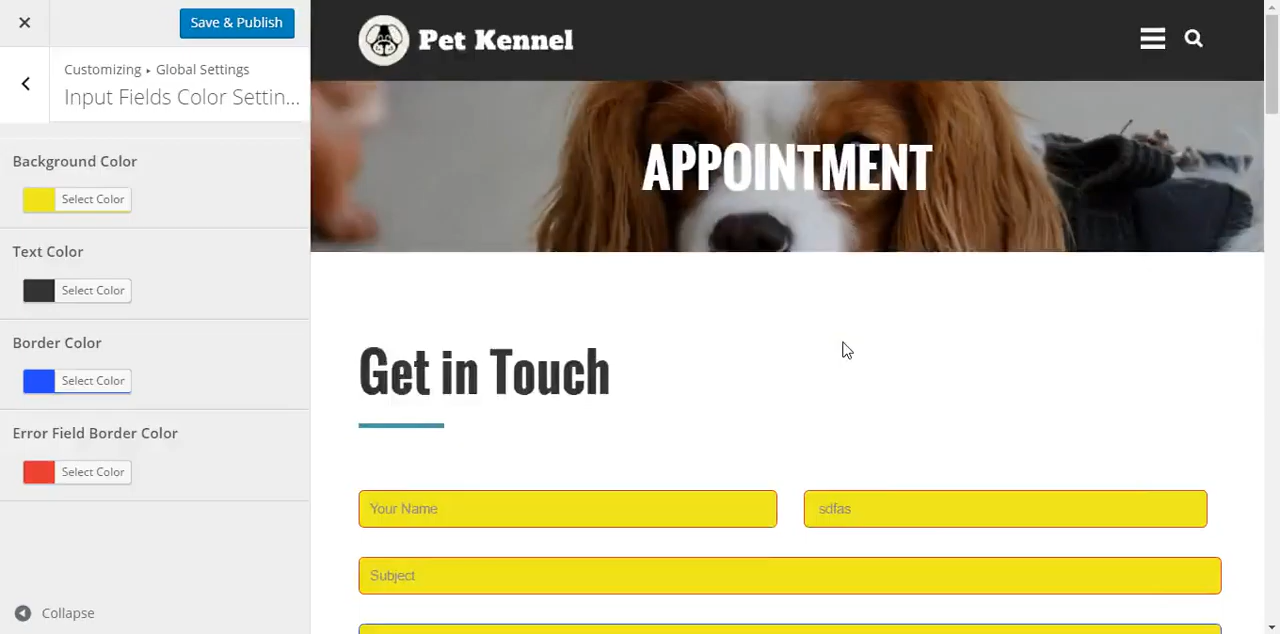 Save & Publish
Customizing ▸ Global Settings
Input Fields Color Settin...
Background Color
Select Color
Text Color
Select Color
Border Color
Select Color
Error Field Border Color
Select Color
Collapse
Pet Kennel
APPOINTMENT
Get in Touch
Your Name
sdfas
Subject